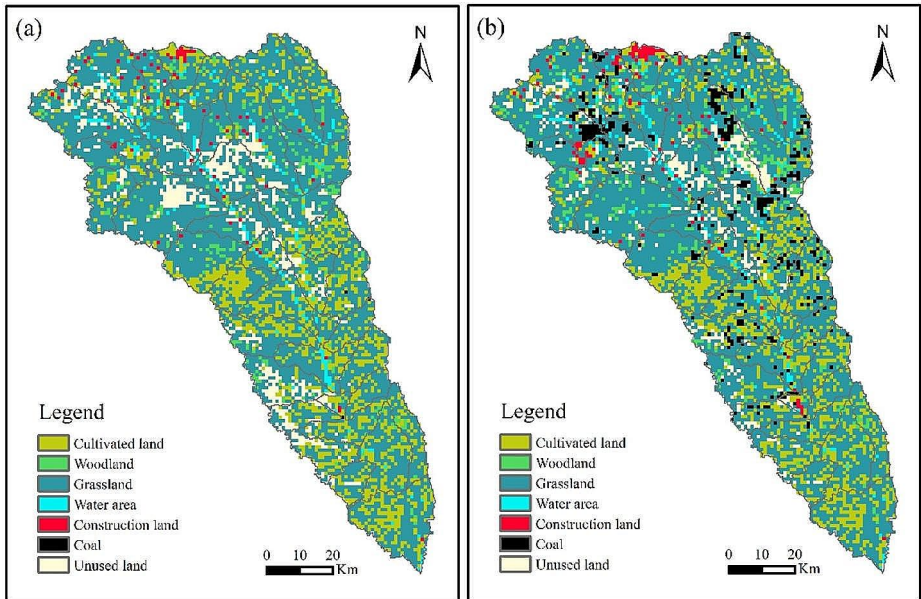 (a)
N
Legend
Cultivated land
Woodland
Grassland
Water area
Construction land
Coal
Unused land
0 10 20
Km
(b)
N
Legend
Cultivated land
Woodland
Grassland
Water area
Construction land
Coal
Unused land
0 10 20
Km